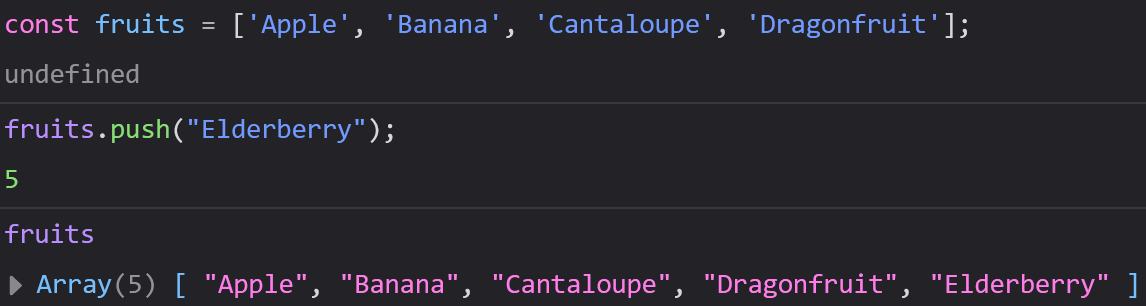 const fruits = ['Apple', 'Banana', 'Cantaloupe', 'Dragonfruit'];
undefined
fruits.push("Elderberry");
5
fruits
▶ Array(5) [ "Apple", "Banana", "Cantaloupe", "Dragonfruit", "Elderberry" ]